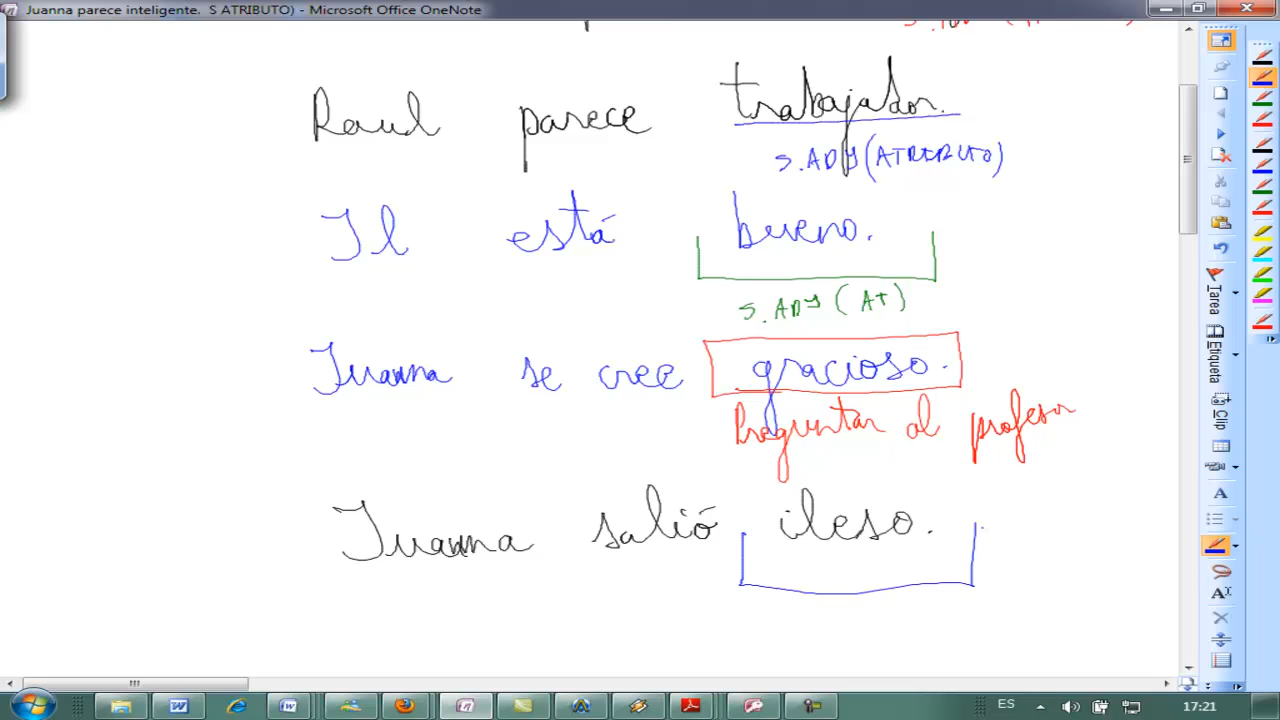 Juanna parece inteligente. S ATRIBUTO) - Microsoft Office OneNote
Raul parece trabajador.
S.ADJ (ATRIBUTO)
Il está bueno.
S.ADJ (At)
Juanna se cree gracioso.
Preguntar al profesor
Juanna salió ileso.
Tarea
Etiqueta
Clip
A
A
ES
17:21